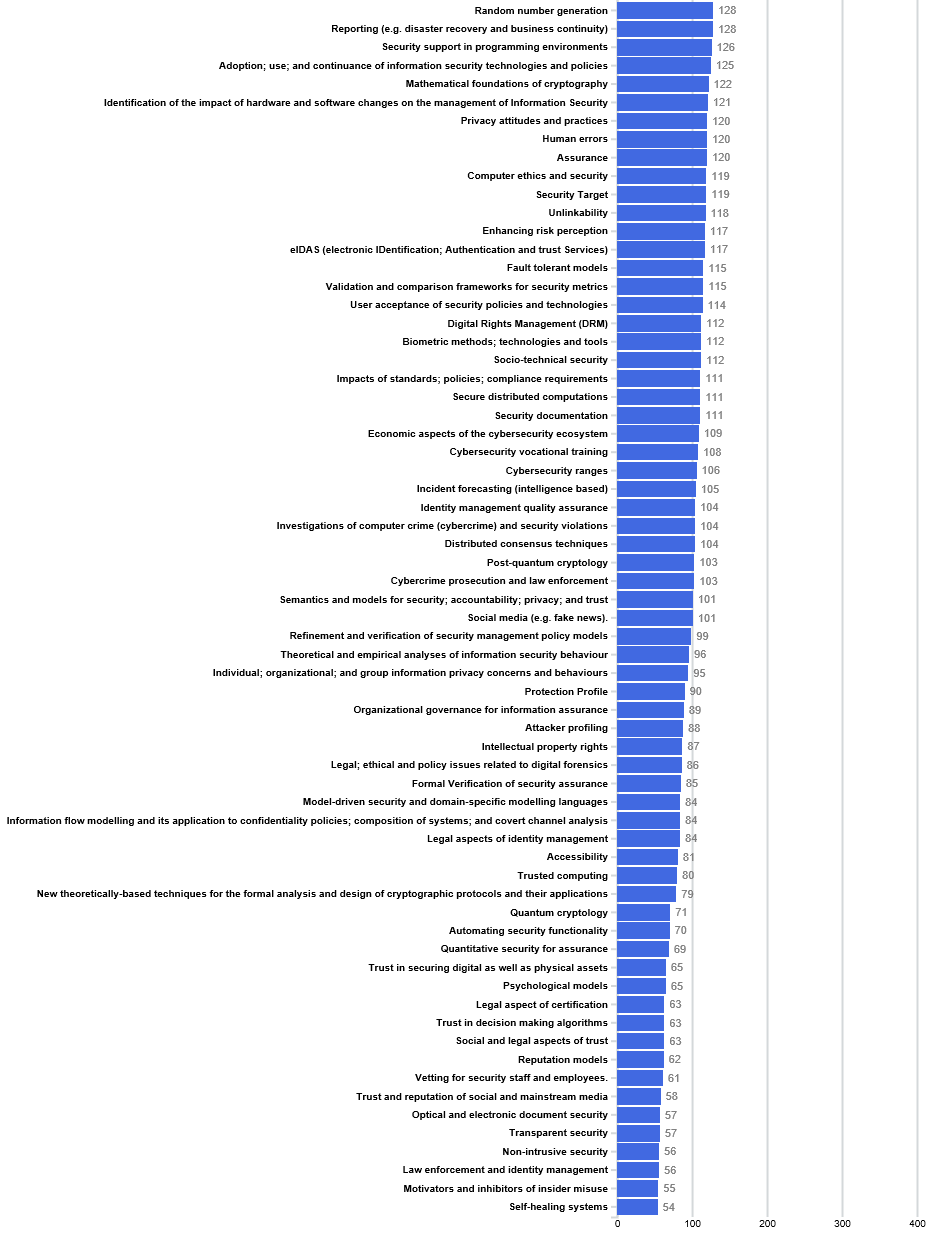 Random number generation 128
Reporting (e.g. disaster recovery and business continuity) 128
Security support in programming environments 126
Adoption; use; and continuance of information security technologies and policies 125
Mathematical foundations of cryptography 122
Identification of the impact of hardware and software changes on the management of Information Security 121
Privacy attitudes and practices 120
Human errors 120
Assurance 120
Computer ethics and security 119
Security Target 119
Unlinkability 118
Enhancing risk perception 117
eIDAS (electronic IDentification; Authentication and trust Services) 117
Fault tolerant models 115
Validation and comparison frameworks for security metrics 115
User acceptance of security policies and technologies 114
Digital Rights Management (DRM) 112
Biometric methods; technologies and tools 112
Socio-technical security 112
Impacts of standards; policies; compliance requirements 111
Secure distributed computations 111
Security documentation 111
Economic aspects of the cybersecurity ecosystem 109
Cybersecurity vocational training 108
Cybersecurity ranges 106
Incident forecasting (intelligence based) 105
Identity management quality assurance 104
Investigations of computer crime (cybercrime) and security violations 104
Distributed consensus techniques 104
Post-quantum cryptology 103
Cybercrime prosecution and law enforcement 103
Semantics and models for security; accountability; privacy; and trust 101
Social media (e.g. fake news). 101
Refinement and verification of security management policy models 99
Theoretical and empirical analyses of information security behaviour 96
Individual; organizational; and group information privacy concerns and behaviours 95
Protection Profile 90
Organizational governance for information assurance 89
Attacker profiling 88
Intellectual property rights 87
Legal; ethical and policy issues related to digital forensics 86
Formal Verification of security assurance 85
Model-driven security and domain-specific modelling languages 84
Information flow modelling and its application to confidentiality policies; composition of systems; and covert channel analysis 84
Legal aspects of identity management 84
Accessibility 81
Trusted computing 80
New theoretically-based techniques for the formal analysis and design of cryptographic protocols and their applications 79
Quantum cryptology 71
Automating security functionality 70
Quantitative security for assurance 69
Trust in securing digital as well as physical assets 65
Psychological models 65
Legal aspect of certification 63
Trust in decision making algorithms 63
Social and legal aspects of trust 63
Reputation models 62
Vetting for security staff and employees. 61
Trust and reputation of social and mainstream media 58
Optical and electronic document security 57
Transparent security 57
Non-intrusive security 56
Law enforcement and identity management 56
Motivators and inhibitors of insider misuse 55
Self-healing systems 54
0 100 200 300 400